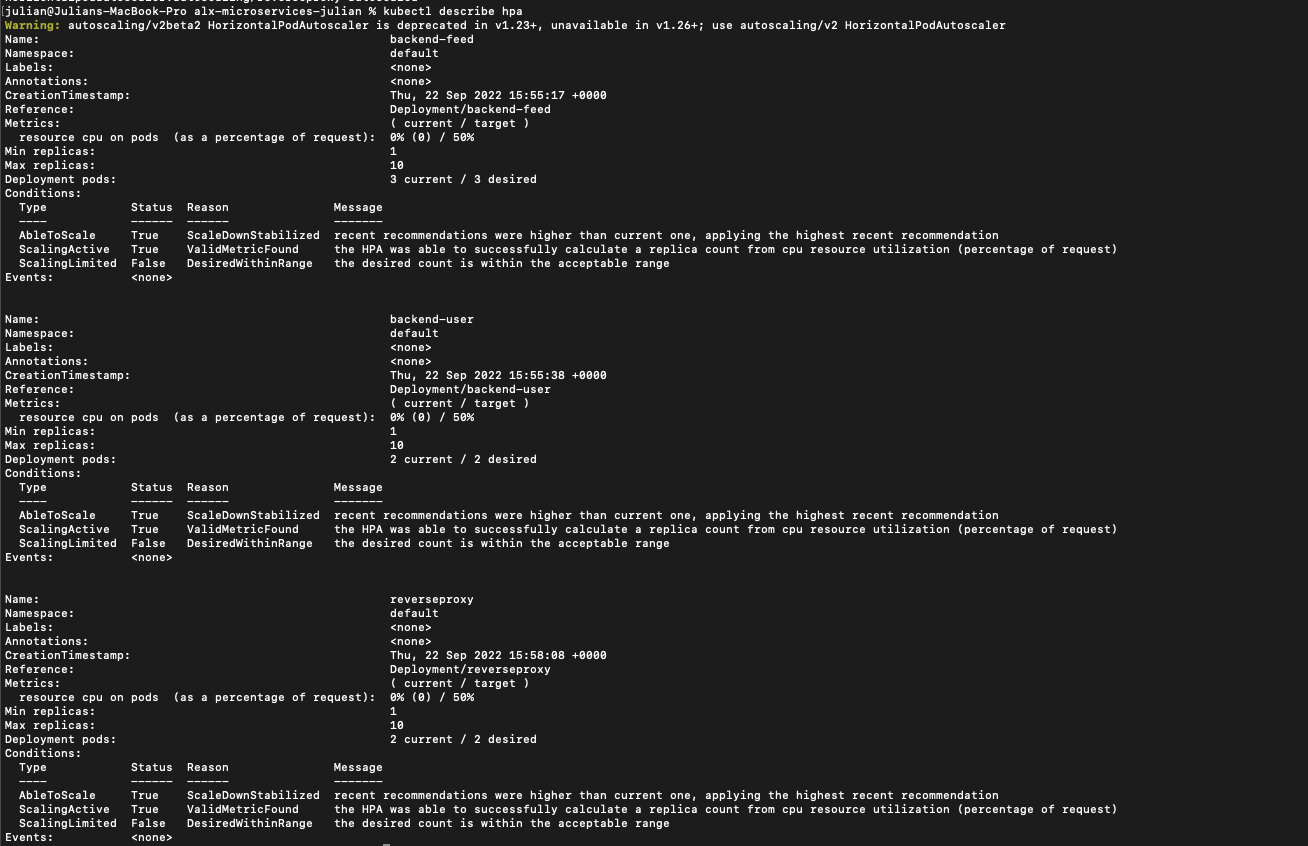 julian@Julians-MacBook-Pro alx-microservices-julian % kubectl describe hpa
Warning: autoscaling/v2beta2 HorizontalPodAutoscaler is deprecated in v1.23+, unavailable in v1.26+; use autoscaling/v2 HorizontalPodAutoscaler
Name: backend-feed
Namespace: default
Labels: <none>
Annotations: <none>
CreationTimestamp: Thu, 22 Sep 2022 15:55:17 +0000
Reference: Deployment/backend-feed
Metrics: ( current / target )
resource cpu on pods (as a percentage of request): 0% (0) / 50%
Min replicas: 1
Max replicas: 10
Deployment pods: 3 current / 3 desired
Conditions:
Type Status Reason Message
---- ------ ------ -------
AbleToScale True ScaleDownStabilized recent recommendations were higher than current one, applying the highest recent recommendation
ScalingActive True ValidMetricFound the HPA was able to successfully calculate a replica count from cpu resource utilization (percentage of request)
ScalingLimited False DesiredWithinRange the desired count is within the acceptable range
Events: <none>
Name: backend-user
Namespace: default
Labels: <none>
Annotations: <none>
CreationTimestamp: Thu, 22 Sep 2022 15:55:38 +0000
Reference: Deployment/backend-user
Metrics: ( current / target )
resource cpu on pods (as a percentage of request): 0% (0) / 50%
Min replicas: 1
Max replicas: 10
Deployment pods: 2 current / 2 desired
Conditions:
Type Status Reason Message
---- ------ ------ -------
AbleToScale True ScaleDownStabilized recent recommendations were higher than current one, applying the highest recent recommendation
ScalingActive True ValidMetricFound the HPA was able to successfully calculate a replica count from cpu resource utilization (percentage of request)
ScalingLimited False DesiredWithinRange the desired count is within the acceptable range
Events: <none>
Name: reverseproxy
Namespace: default
Labels: <none>
Annotations: <none>
CreationTimestamp: Thu, 22 Sep 2022 15:58:08 +0000
Reference: Deployment/reverseproxy
Metrics: ( current / target )
resource cpu on pods (as a percentage of request): 0% (0) / 50%
Min replicas: 1
Max replicas: 10
Deployment pods: 2 current / 2 desired
Conditions:
Type Status Reason Message
---- ------ ------ -------
AbleToScale True ScaleDownStabilized recent recommendations were higher than current one, applying the highest recent recommendation
ScalingActive True ValidMetricFound the HPA was able to successfully calculate a replica count from cpu resource utilization (percentage of request)
ScalingLimited False DesiredWithinRange the desired count is within the acceptable range
Events: <none>